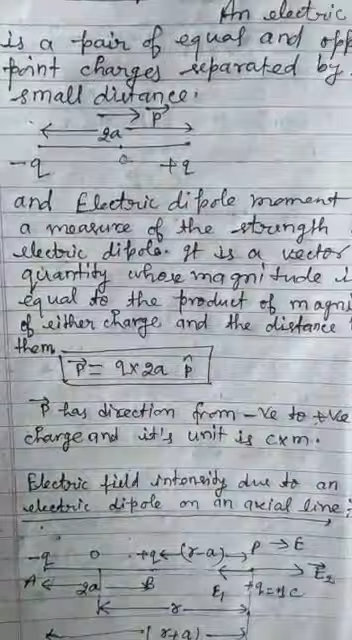 An electric
is a pair of equal and opp
point charges separated by
small distance.
P
2a
-q o +q
and Electric dipole moment
a measure of the strength
electric dipole. It is a vector
quantity whose magnitude i
equal to the product of magni
of either charge and the distance
them
P = q×2a p̂
P has direction from -ve to +ve
charge and it's unit is c×m.
Electric field intensity due to an
electric dipole on an axial line:
-q o +q (r-a) P → E
A 2a B E₁ +q=1C E₂
r
(r+a)